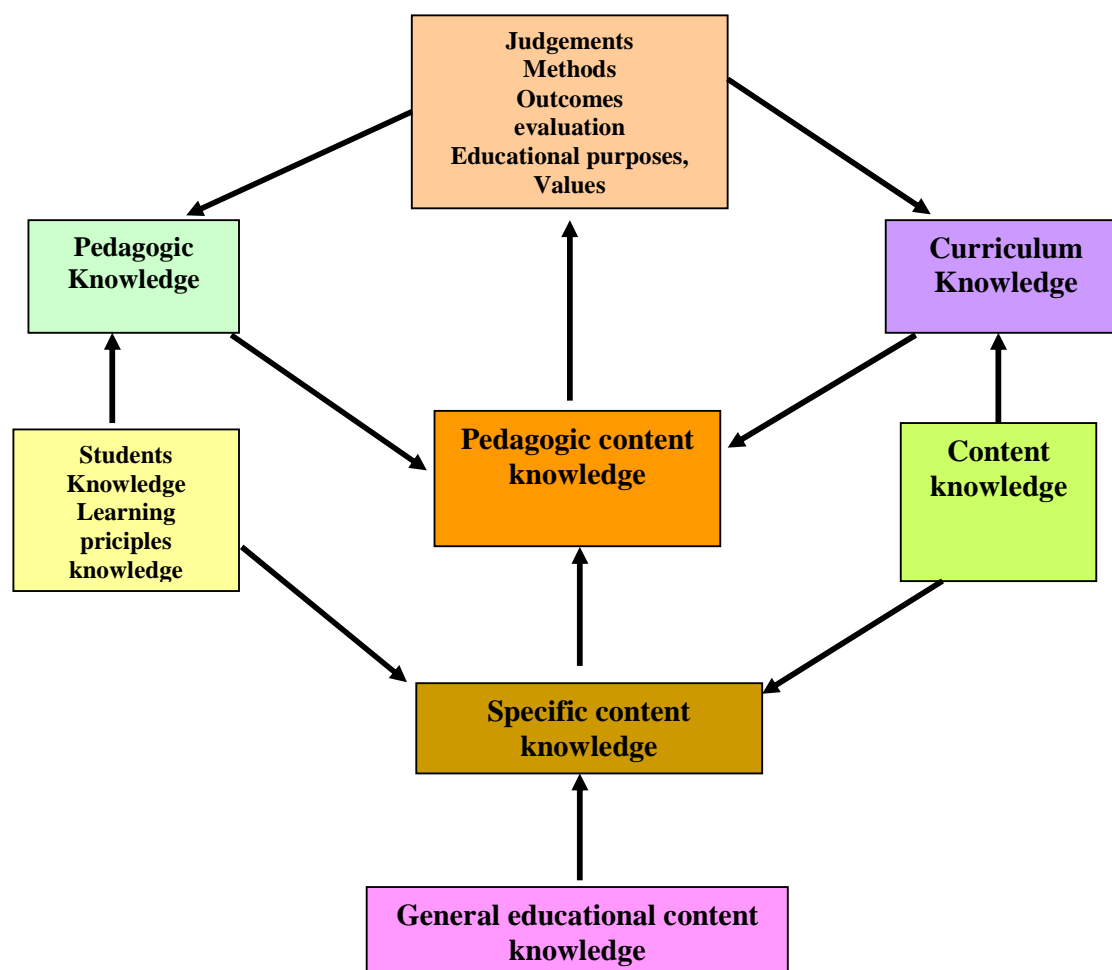 Judgements
Methods
Outcomes
evaluation
Educational purposes,
Values
Pedagogic
Knowledge
Curriculum
Knowledge
Pedagogic content
knowledge
Students
Knowledge
Learning
priciples
knowledge
Content
knowledge
Specific content
knowledge
General educational content
knowledge